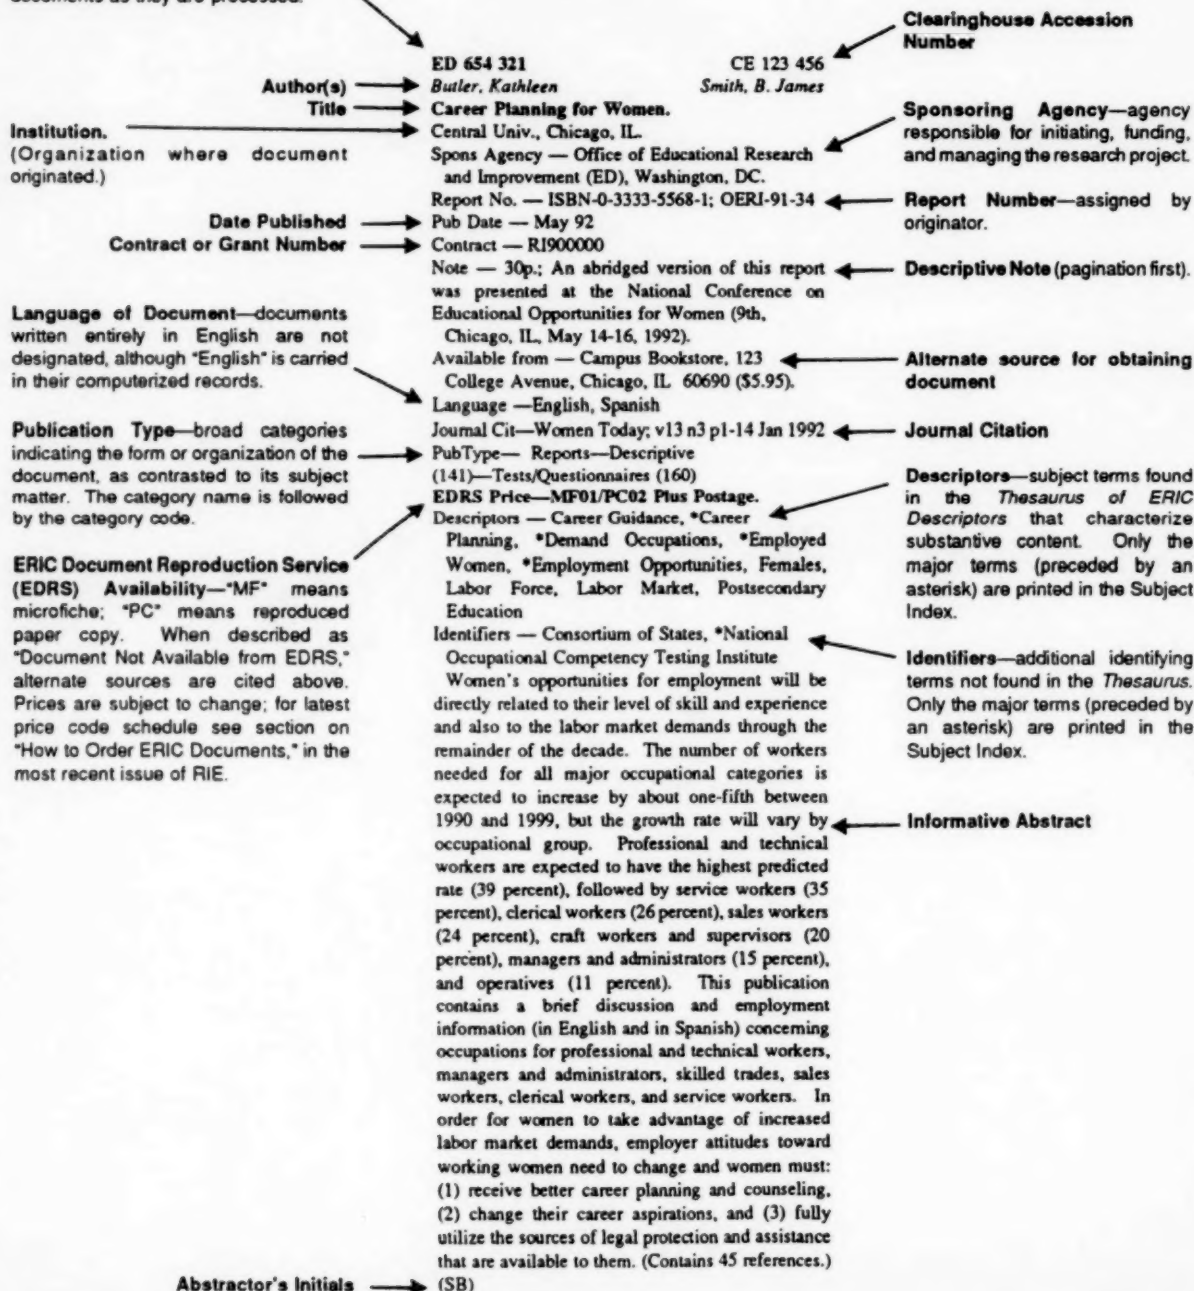 documents as they are processed.
Clearinghouse Accession
Number
ED 654 321 CE 123 456
Author(s) Butler, Kathleen Smith, B. James
Title Career Planning for Women.
Institution. Central Univ., Chicago, IL.
(Organization where document
originated.)
Spons Agency — Office of Educational Research
and Improvement (ED), Washington, DC.
Sponsoring Agency—agency
responsible for initiating, funding,
and managing the research project.
Report No. — ISBN-0-3333-5568-1; OERI-91-34
Report Number—assigned by
originator.
Date Published Pub Date — May 92
Contract or Grant Number Contract — RI900000
Note — 30p.; An abridged version of this report
was presented at the National Conference on
Educational Opportunities for Women (9th,
Chicago, IL, May 14-16, 1992).
Descriptive Note (pagination first).
Available from — Campus Bookstore, 123
College Avenue, Chicago, IL 60690 ($5.95).
Alternate source for obtaining
document
Language of Document—documents
written entirely in English are not
designated, although "English" is carried
in their computerized records.
Language —English, Spanish
Journal Cit—Women Today; v13 n3 p1-14 Jan 1992
Journal Citation
Publication Type—broad categories
indicating the form or organization of the
document, as contrasted to its subject
matter. The category name is followed
by the category code.
PubType— Reports—Descriptive
(141)—Tests/Questionnaires (160)
EDRS Price—MF01/PC02 Plus Postage.
ERIC Document Reproduction Service
(EDRS) Availability—"MF" means
microfiche; "PC" means reproduced
paper copy. When described as
"Document Not Available from EDRS,"
alternate sources are cited above.
Prices are subject to change; for latest
price code schedule see section on
"How to Order ERIC Documents," in the
most recent issue of RIE.
Descriptors — Career Guidance, *Career
Planning, *Demand Occupations, *Employed
Women, *Employment Opportunities, Females,
Labor Force, Labor Market, Postsecondary
Education
Descriptors—subject terms found
in the Thesaurus of ERIC
Descriptors that characterize
substantive content. Only the
major terms (preceded by an
asterisk) are printed in the Subject
Index.
Identifiers — Consortium of States, *National
Occupational Competency Testing Institute
Identifiers—additional identifying
terms not found in the Thesaurus.
Only the major terms (preceded by
an asterisk) are printed in the
Subject Index.
Women's opportunities for employment will be
directly related to their level of skill and experience
and also to the labor market demands through the
remainder of the decade. The number of workers
needed for all major occupational categories is
expected to increase by about one-fifth between
1990 and 1999, but the growth rate will vary by
occupational group. Professional and technical
workers are expected to have the highest predicted
rate (39 percent), followed by service workers (35
percent), clerical workers (26 percent), sales workers
(24 percent), craft workers and supervisors (20
percent), managers and administrators (15 percent),
and operatives (11 percent). This publication
contains a brief discussion and employment
information (in English and in Spanish) concerning
occupations for professional and technical workers,
managers and administrators, skilled trades, sales
workers, clerical workers, and service workers. In
order for women to take advantage of increased
labor market demands, employer attitudes toward
working women need to change and women must:
(1) receive better career planning and counseling,
(2) change their career aspirations, and (3) fully
utilize the sources of legal protection and assistance
that are available to them. (Contains 45 references.)
Informative Abstract
Abstractor's Initials (SB)